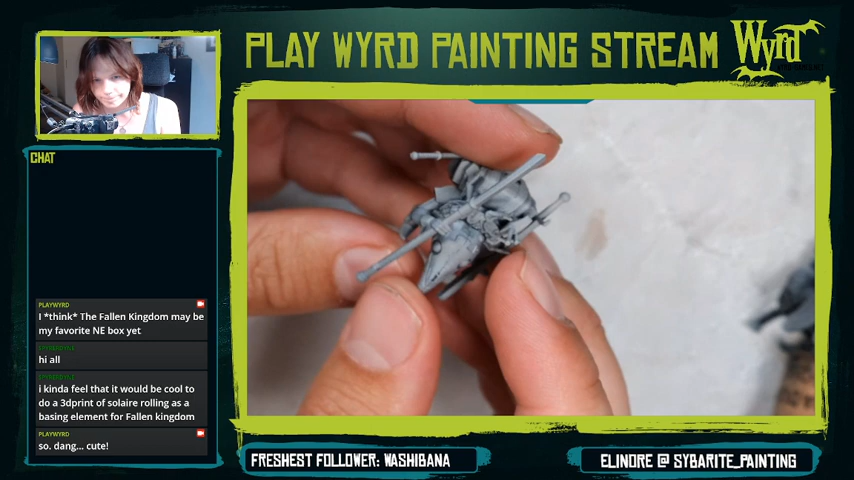 PLAY WYRD PAINTING STREAM
Wyrd
CHAT
PLAYWYRD
I *think* The Fallen Kingdom may be
my favorite NE box yet
hi all
i kinda feel that it would be cool to
do a 3dprint of solaire rolling as a
basing element for Fallen kingdom
PLAYWYRD
so. dang... cute!
FRESHEST FOLLOWER: WASHIBANA
ELINORE @ SYBARITE_PAINTING